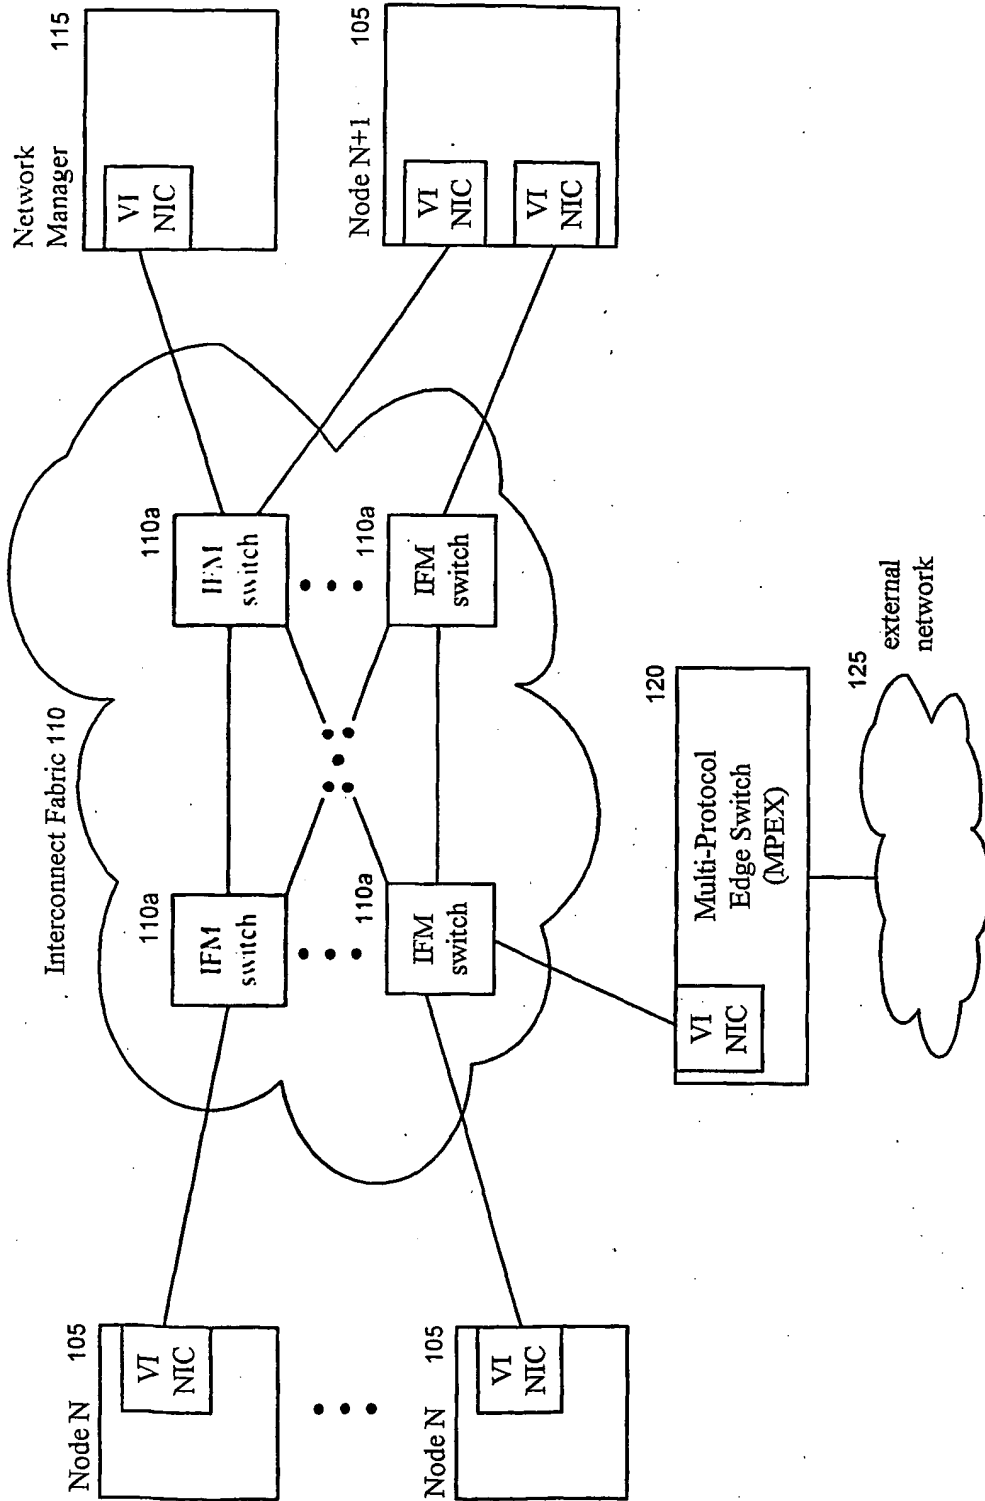 Network
Manager
115
VI
NIC
Node N+1
105
VI
NIC
VI
NIC
Interconnect Fabric 110
110a
IFM
switch
110a
IFM
switch
110a
IFM
switch
110a
IFM
switch
Node N
105
VI
NIC
Node N
105
VI
NIC
120
Multi-Protocol
Edge Switch
(MPEX)
VI
NIC
125
external
network